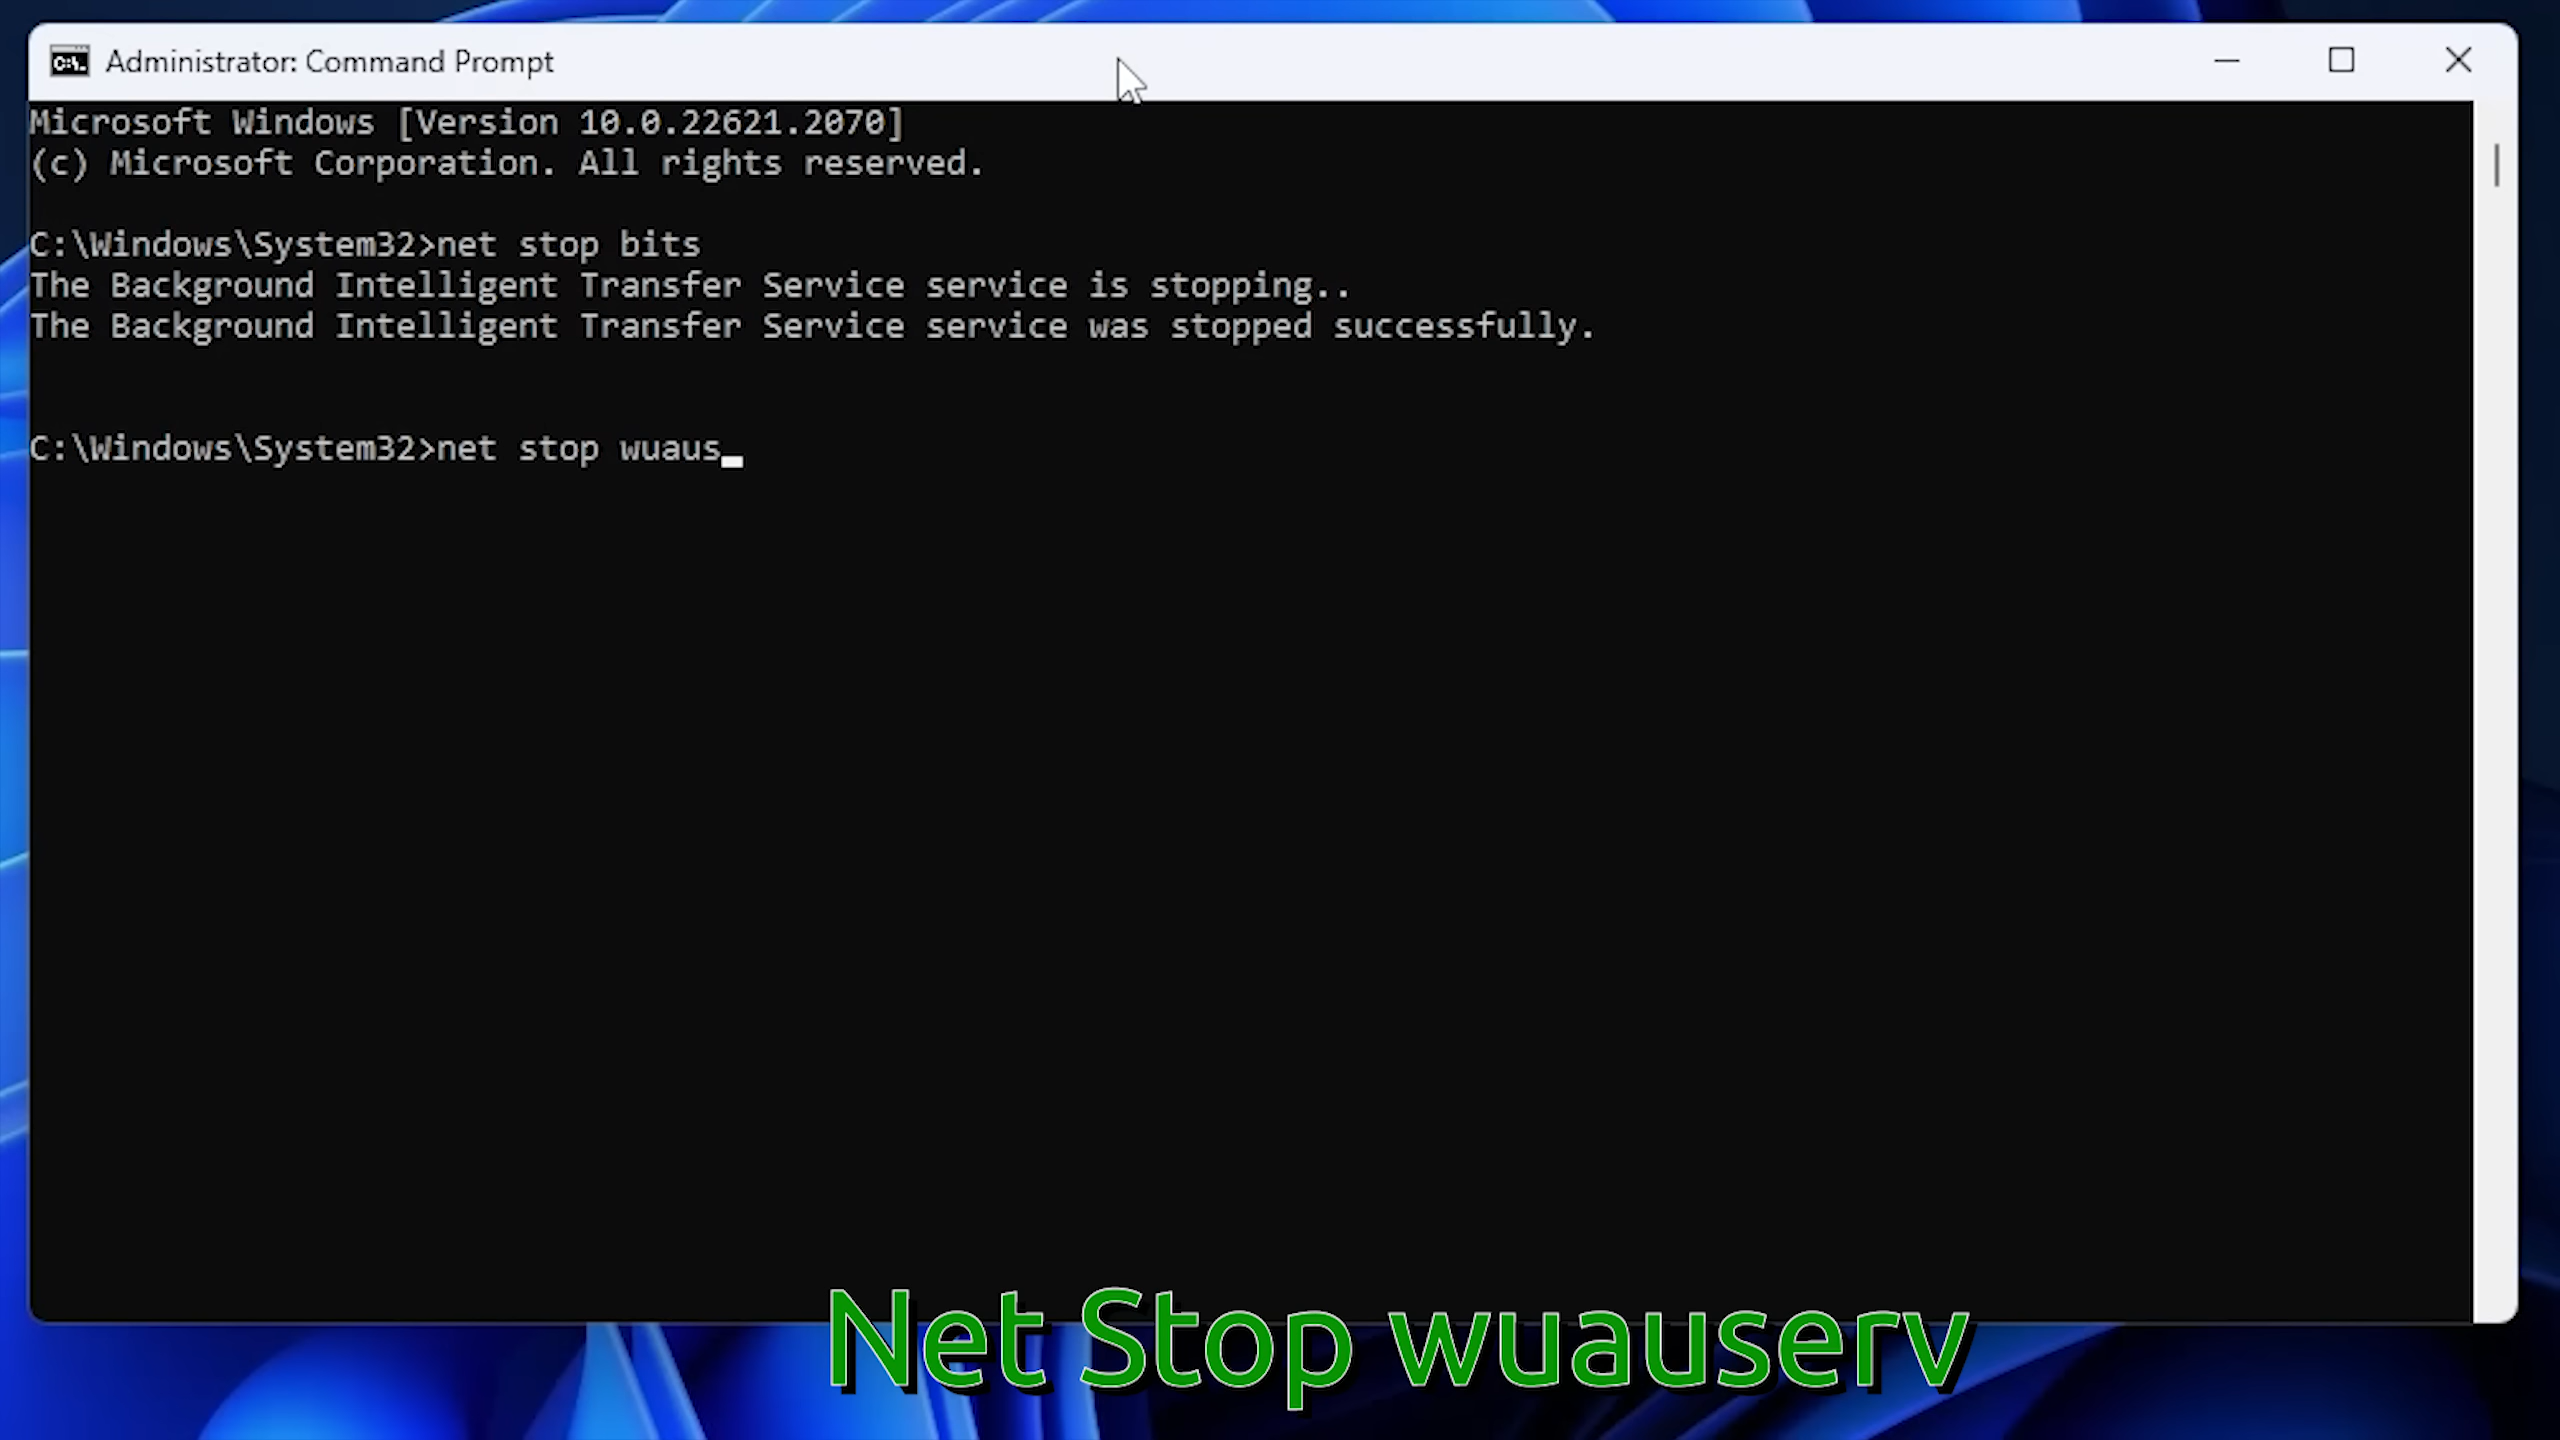 Administrator: Command Prompt
Microsoft Windows [Version 10.0.22621.2070]
(c) Microsoft Corporation. All rights reserved.
C:\Windows\System32>net stop bits
The Background Intelligent Transfer Service service is stopping..
The Background Intelligent Transfer Service service was stopped successfully.
C:\Windows\System32>net stop wuaus
Net Stop wuauserv